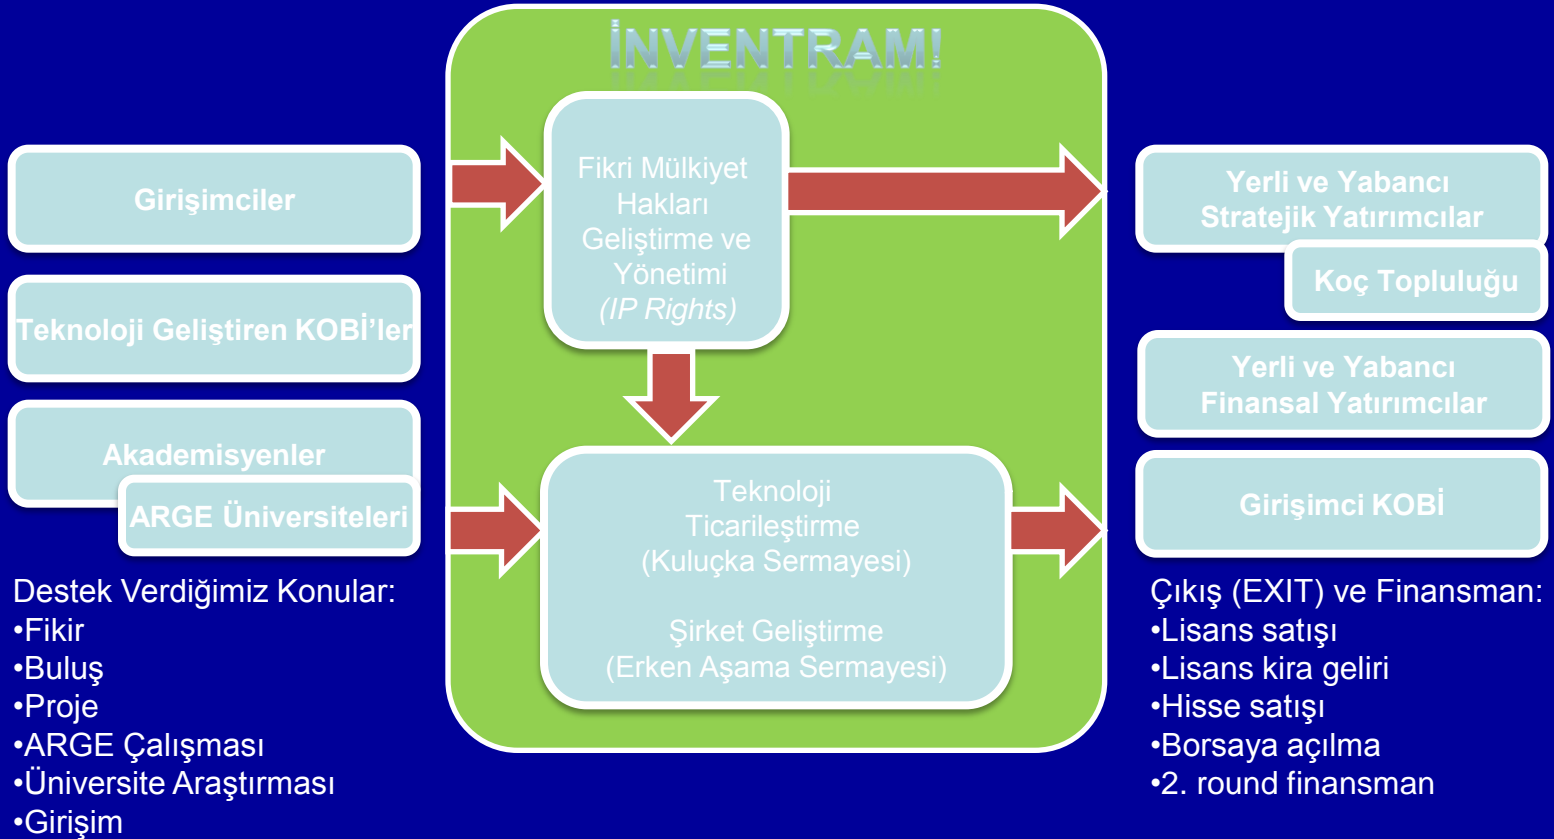 İNVENTRAM!
Girişimciler
Teknoloji Geliştiren KOBİ’ler
Akademisyenler
ARGE Üniversiteleri
Destek Verdiğimiz Konular:
•Fikir
•Buluş
•Proje
•ARGE Çalışması
•Üniversite Araştırması
•Girişim
Fikri Mülkiyet
Hakları
Geliştirme ve
Yönetimi
(IP Rights)
Teknoloji
Ticarileştirme
(Kuluçka Sermayesi)
Şirket Geliştirme
(Erken Aşama Sermayesi)
Yerli ve Yabancı
Stratejik Yatırımcılar
Koç Topluluğu
Yerli ve Yabancı
Finansal Yatırımcılar
Girişimci KOBİ
Çıkış (EXIT) ve Finansman:
•Lisans satışı
•Lisans kira geliri
•Hisse satışı
•Borsaya açılma
•2. round finansman